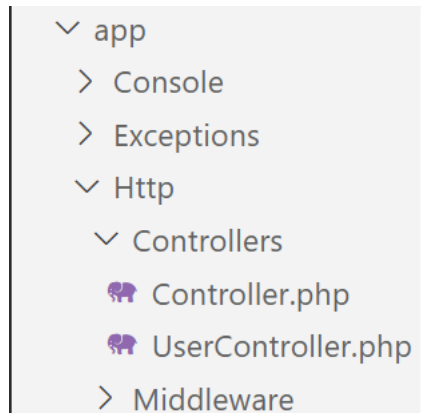 app
Console
Exceptions
Http
Controllers
Controller.php
UserController.php
Middleware